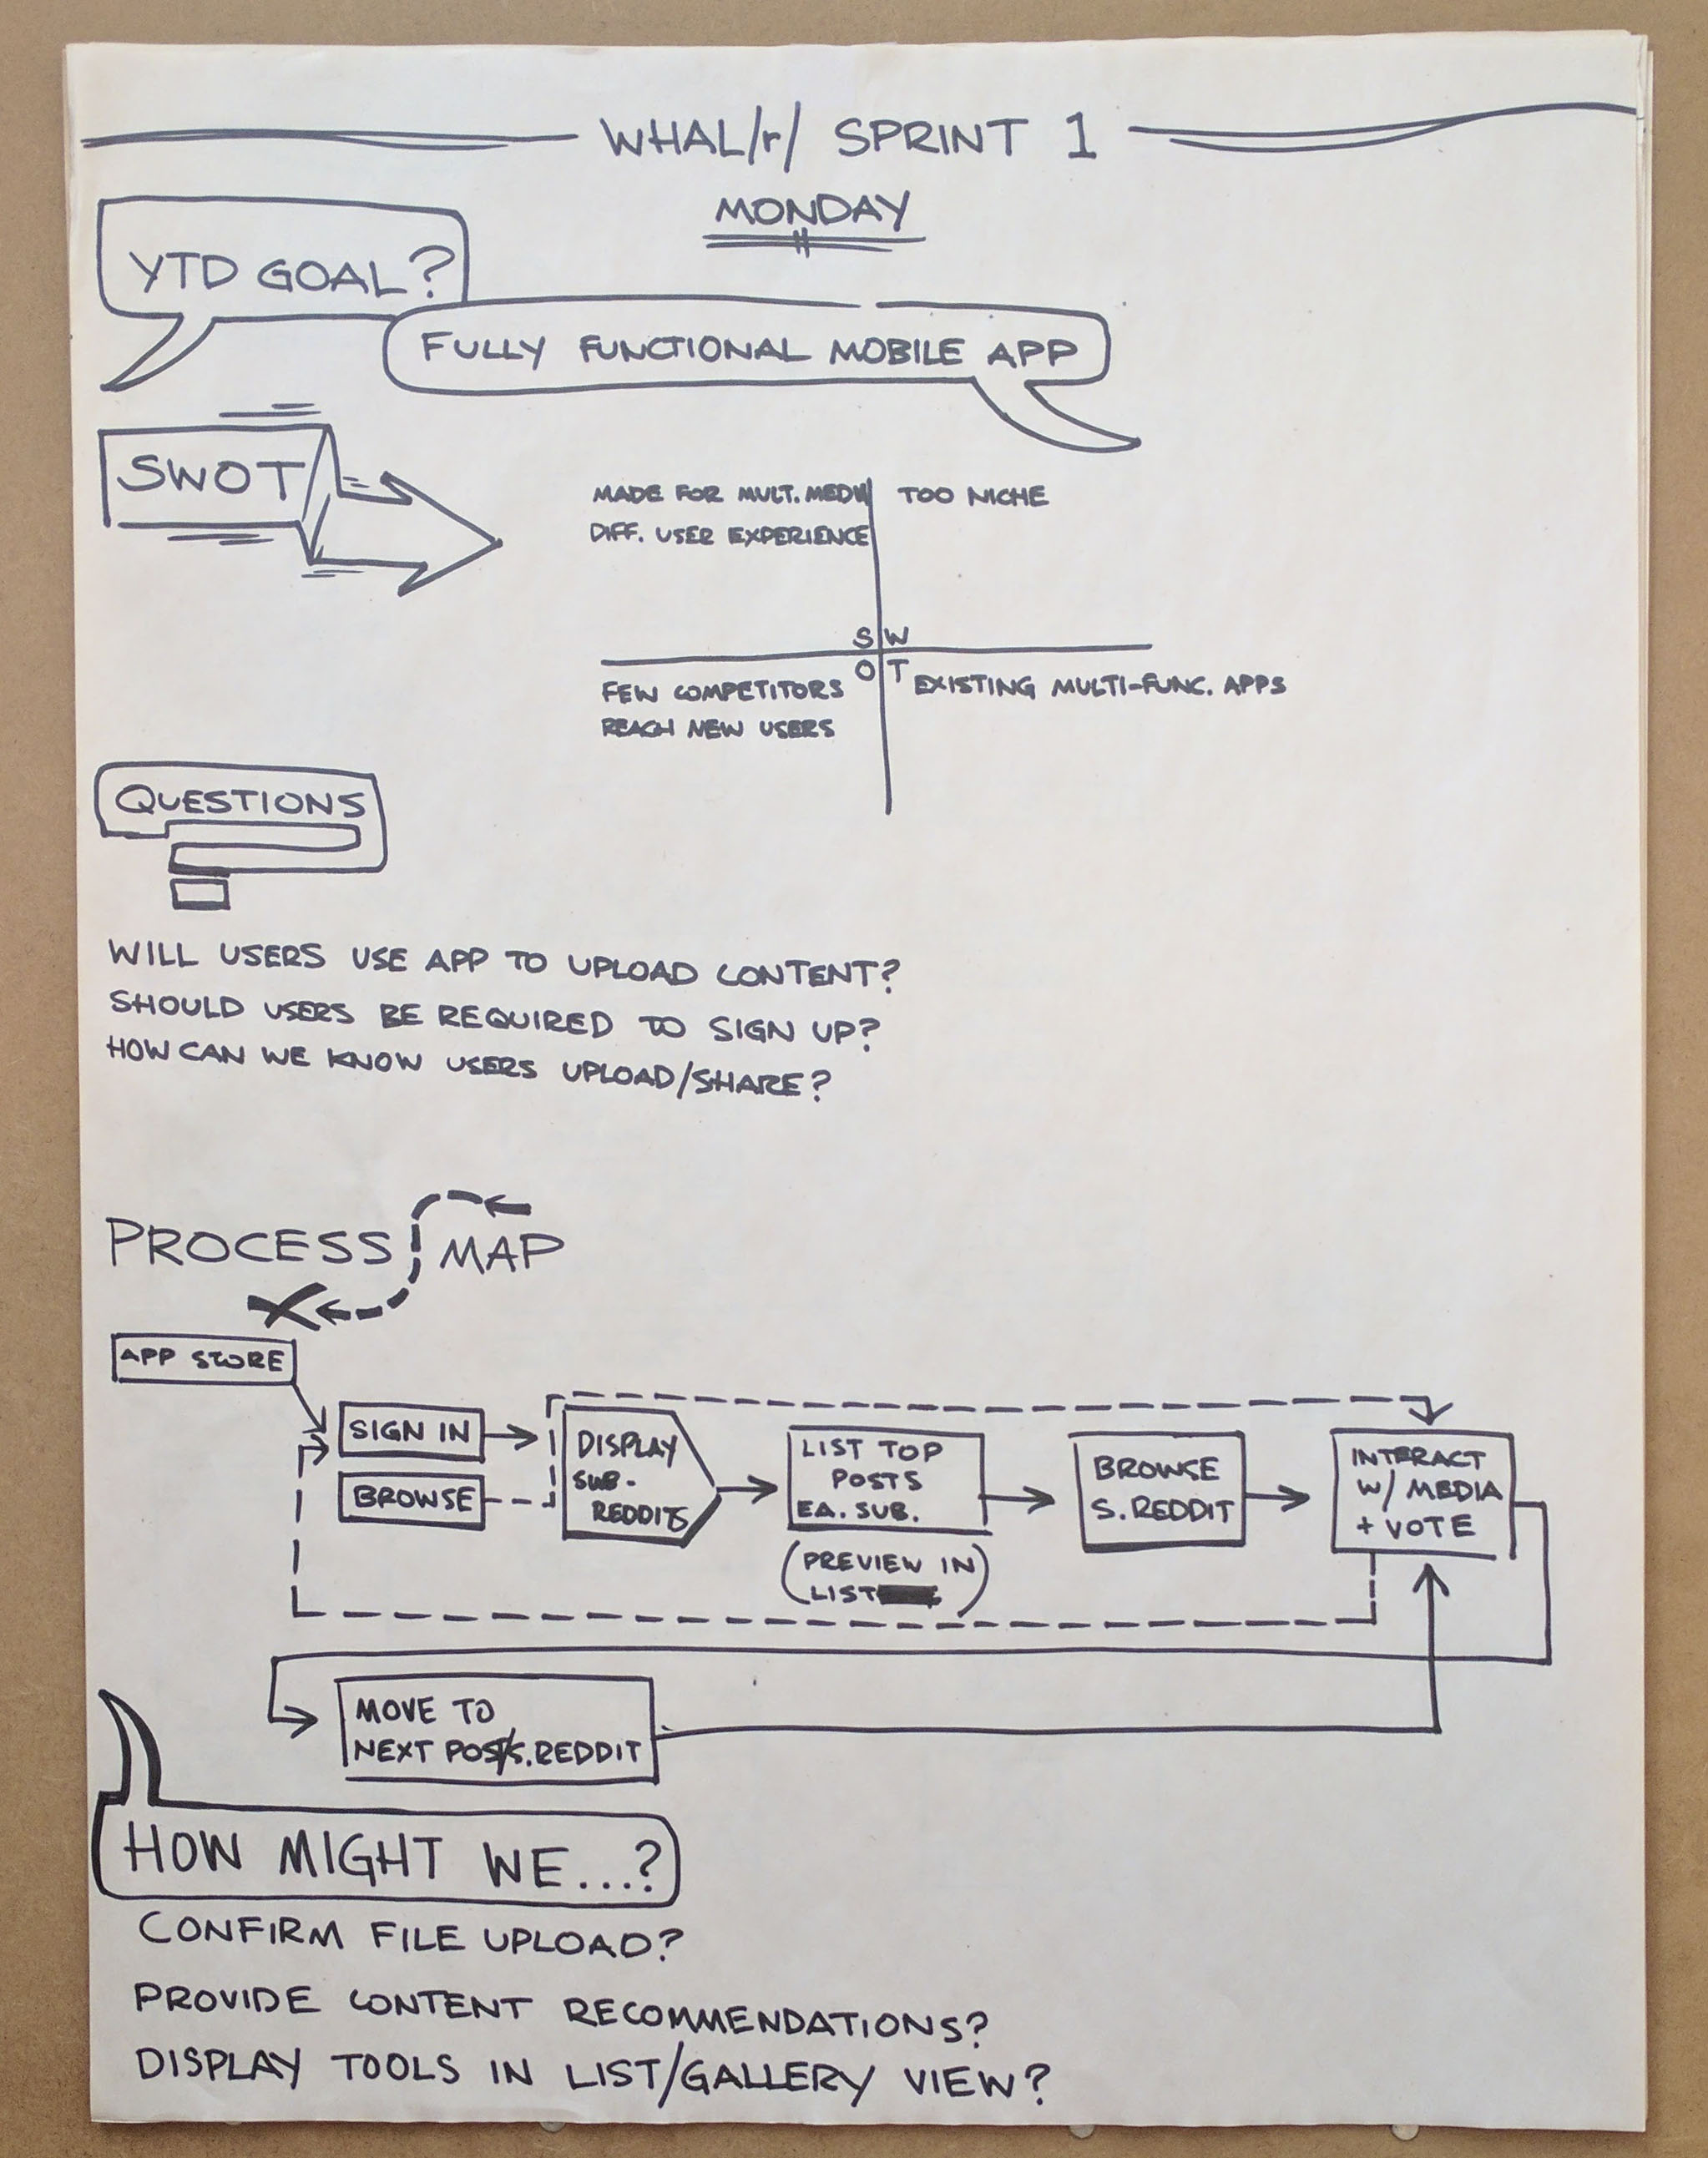 WHAL/r/ SPRINT 1
MONDAY
YTD GOAL?
FULLY FUNCTIONAL MOBILE APP
SWOT
MADE FOR MULT. MEDIA
DIFF. USER EXPERIENCE
TOO NICHE
S W
O T
FEW COMPETITORS
REACH NEW USERS
EXISTING MULTI-FUNC. APPS
QUESTIONS
WILL USERS USE APP TO UPLOAD CONTENT?
SHOULD USERS BE REQUIRED TO SIGN UP?
HOW CAN WE KNOW USERS UPLOAD/SHARE?
PROCESS MAP
APP STORE
SIGN IN
BROWSE
DISPLAY
SUB-
REDDITS
LIST TOP
POSTS
EA. SUB.
(PREVIEW IN
LIST)
BROWSE
S. REDDIT
INTERACT
W/ MEDIA
+ VOTE
MOVE TO
NEXT POST/S. REDDIT
HOW MIGHT WE...?
CONFIRM FILE UPLOAD?
PROVIDE CONTENT RECOMMENDATIONS?
DISPLAY TOOLS IN LIST/GALLERY VIEW?